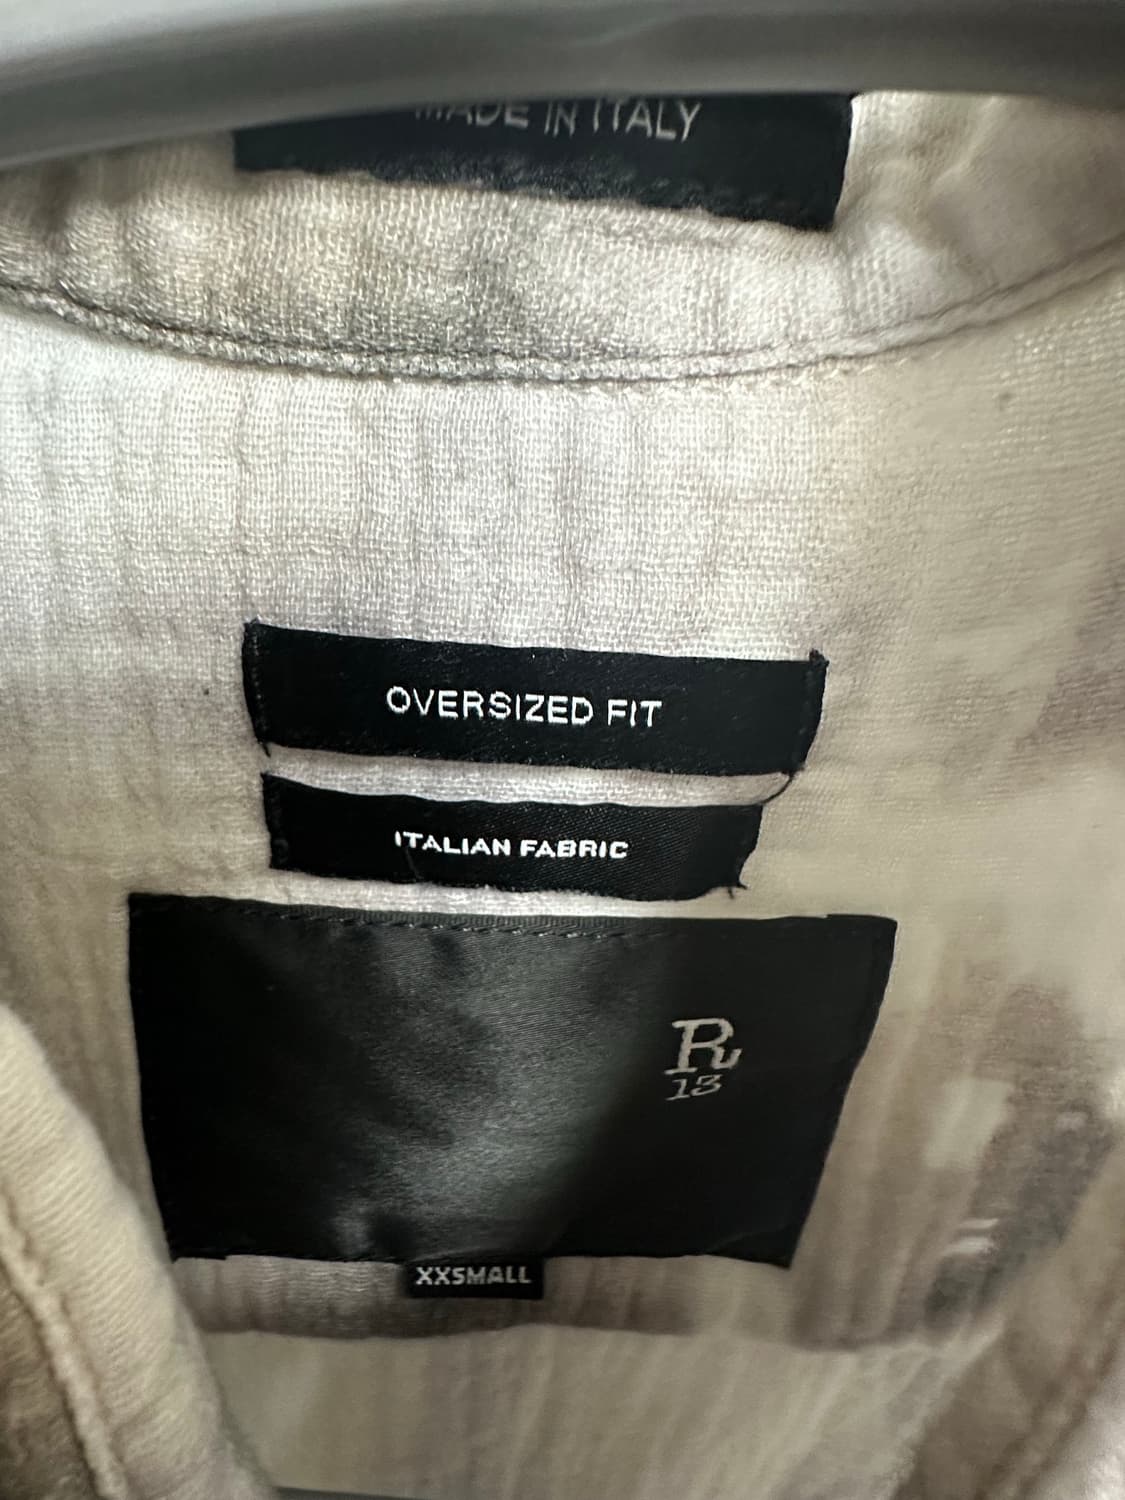 MADE IN ITALY
OVERSIZED FIT
ITALIAN FABRIC
R
13
XXSMALL